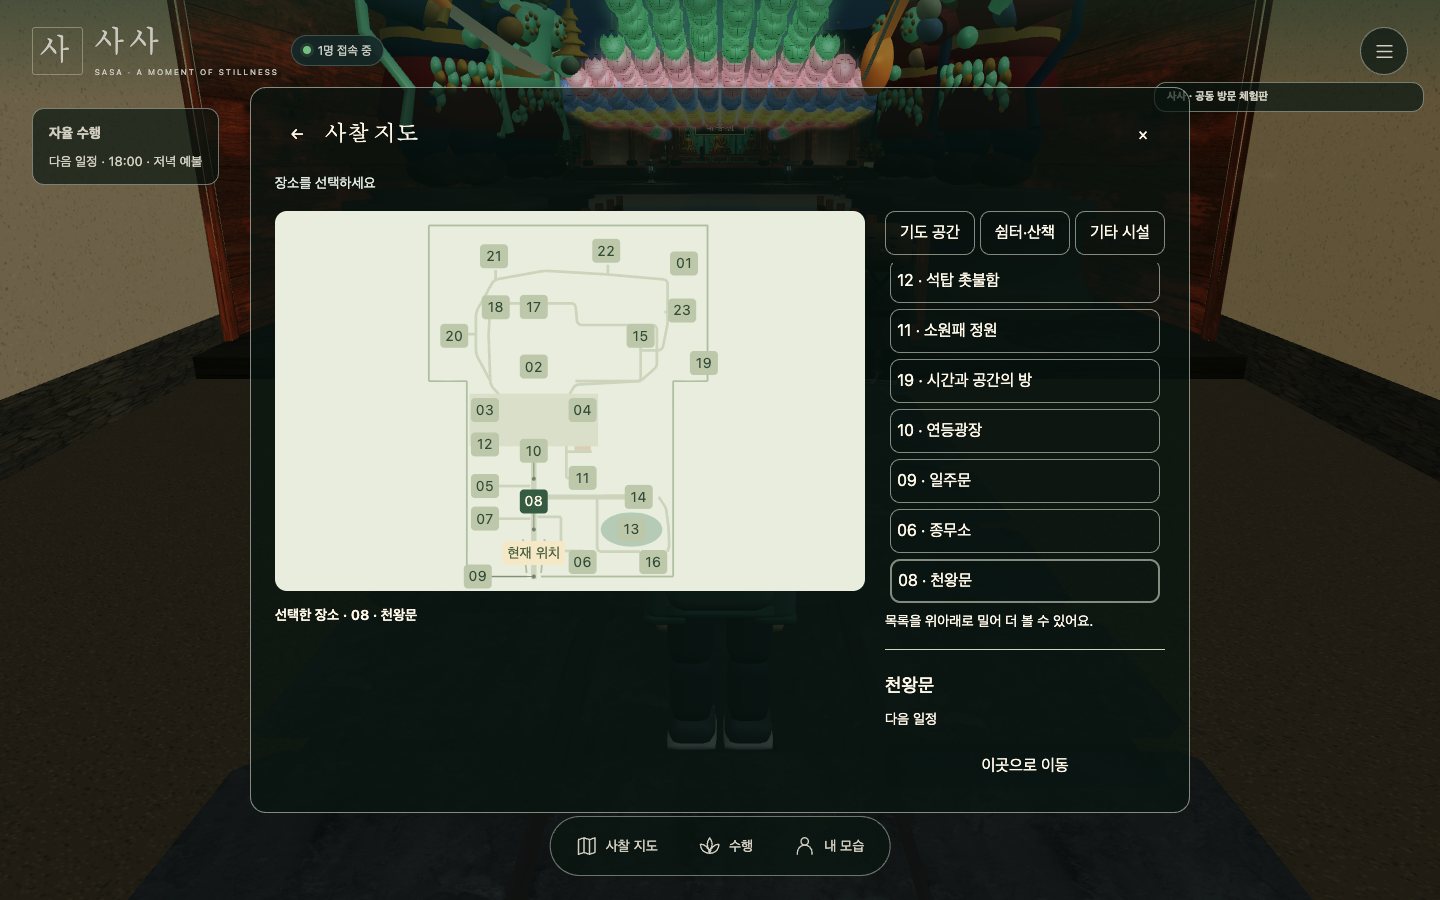 사
사사
SASA · A MOMENT OF STILLNESS
1명 접속 중
사사 · 공동 방문 체험판
자율 수행
다음 일정 · 18:00 · 저녁 예불
사찰 지도
장소를 선택하세요
21
22
01
18
17
23
20
15
02
19
03
04
12
10
05
11
08
14
07
13
현재 위치
06
16
09
선택한 장소 · 08 · 천왕문
기도 공간
쉼터·산책
기타 시설
12 · 석탑 촛불함
11 · 소원패 정원
19 · 시간과 공간의 방
10 · 연등광장
09 · 일주문
06 · 종무소
08 · 천왕문
목록을 위아래로 밀어 더 볼 수 있어요.
천왕문
다음 일정
이곳으로 이동
사찰 지도
수행
내 모습